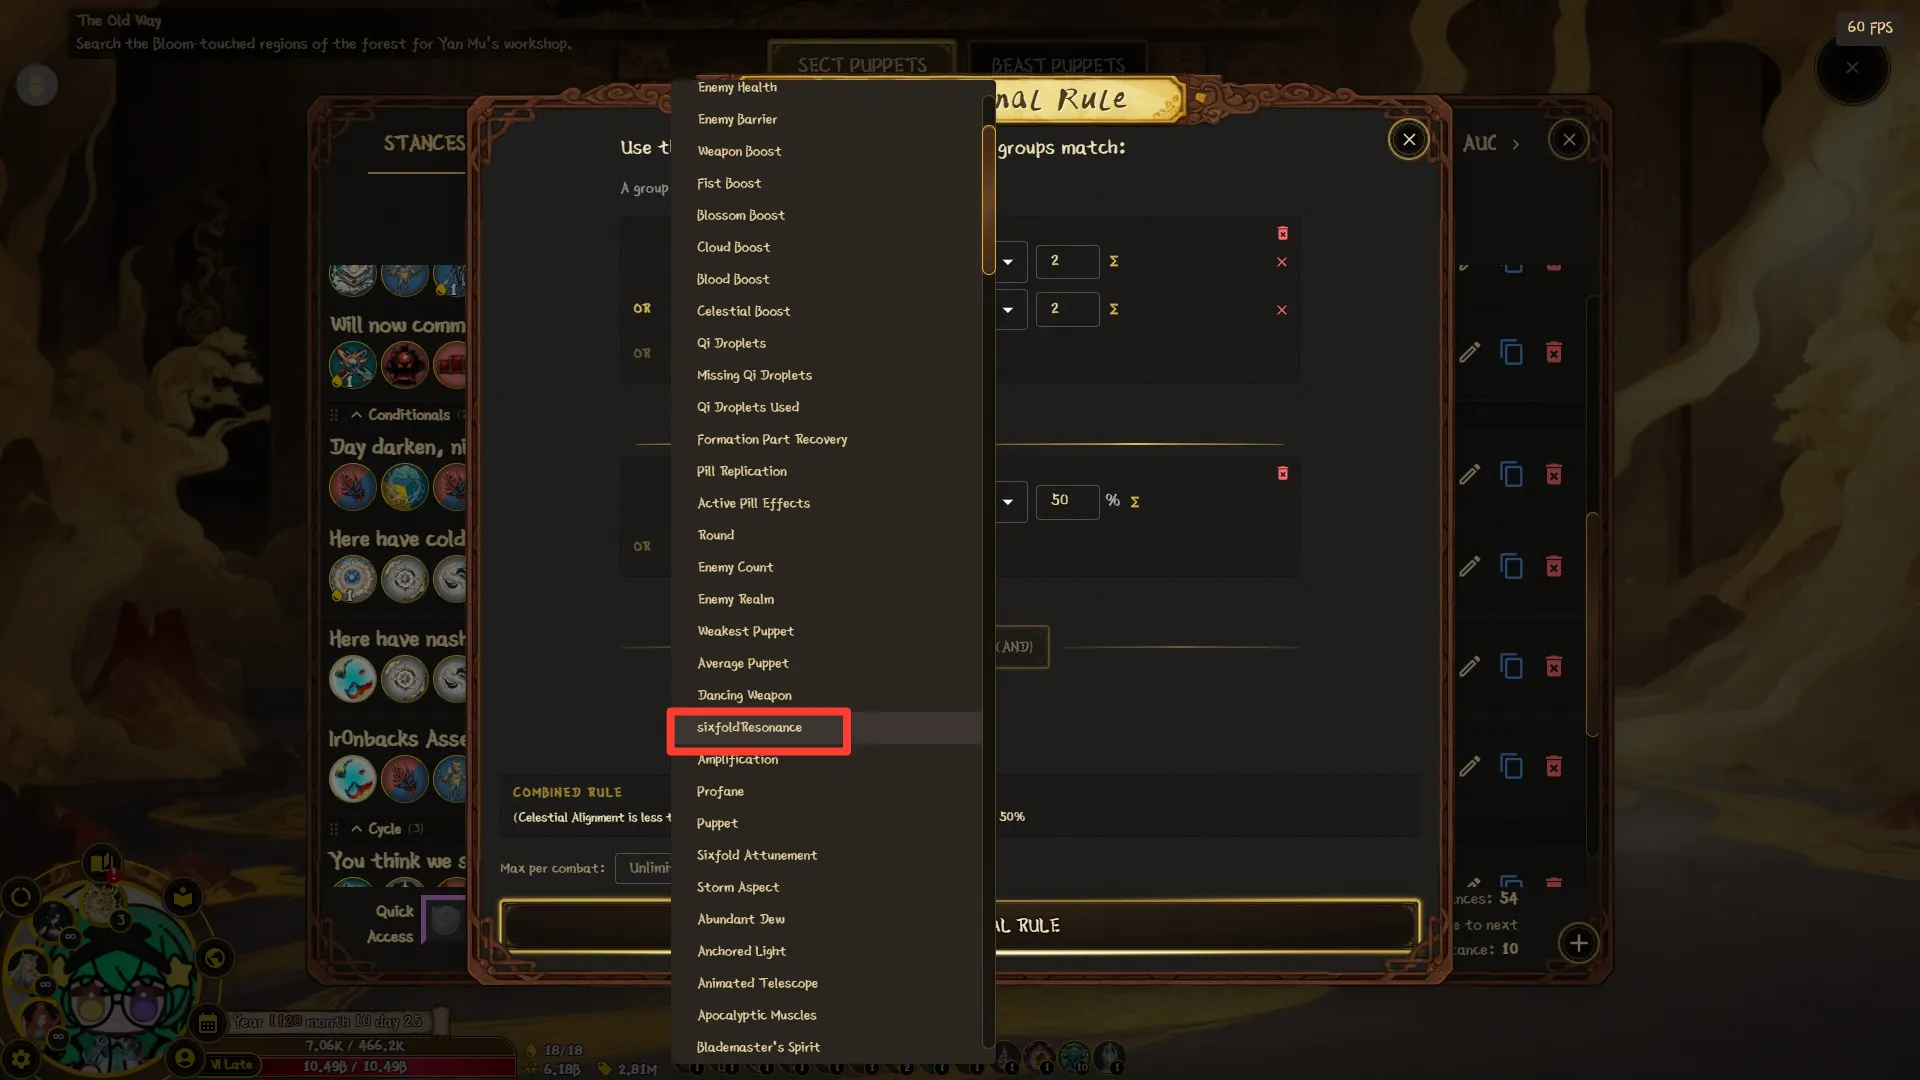 The Old Way
Search the Bloom-touched regions of the forest for Yan Mu's workshop.
60 FPS
SECT PUPPETS
BEAST PUPPETS
nal Rule
STANCES
Use th
groups match:
AUC
A group
2 Σ
OR
2 Σ
OR
50 % Σ
OR
(AND)
Enemy Health
Enemy Barrier
Weapon Boost
Fist Boost
Blossom Boost
Cloud Boost
Blood Boost
Celestial Boost
Qi Droplets
Missing Qi Droplets
Qi Droplets Used
Formation Part Recovery
Pill Replication
Active Pill Effects
Round
Enemy Count
Enemy Realm
Weakest Puppet
Average Puppet
Dancing Weapon
sixfoldResonance
Amplification
Profane
Puppet
Sixfold Attunement
Storm Aspect
Abundant Dew
Anchored Light
Animated Telescope
Apocalyptic Muscles
Blademaster's Spirit
Will now comm
Conditionals
Day darken, ni
Here have cold
Here have nash
Ir0nbacks Asse
Cycle (3)
You think we s
COMBINED RULE
(Celestial Alignment is less t
50%
Max per combat: Unlimi
AL RULE
Quick
Access
nces: 54
e to next
ance: 10
Year 1120 month 10 day 25
7.06K / 466.2K
VI Late
10.49B / 10.49B
18/18
6.18B
2.81M